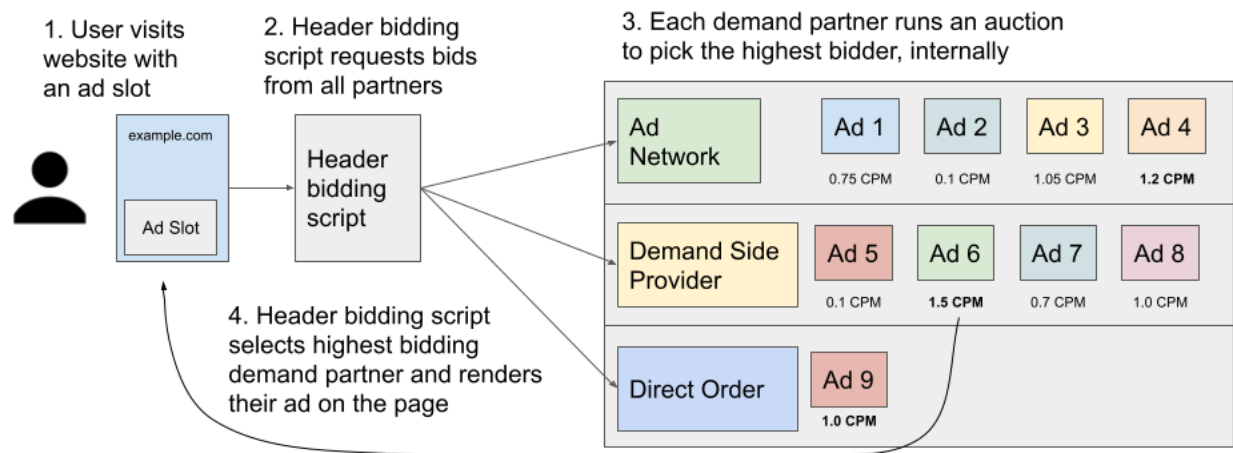 1. User visits
website with
an ad slot
2. Header bidding
script requests bids
from all partners
3. Each demand partner runs an auction
to pick the highest bidder, internally
example.com
Ad Slot
Header
bidding
script
Ad
Network
Ad 1
Ad 2
Ad 3
Ad 4
0.75 CPM
0.1 CPM
1.05 CPM
1.2 CPM
Demand Side
Provider
Ad 5
Ad 6
Ad 7
Ad 8
0.1 CPM
1.5 CPM
0.7 CPM
1.0 CPM
Direct Order
Ad 9
1.0 CPM
4. Header bidding script
selects highest bidding
demand partner and renders
their ad on the page